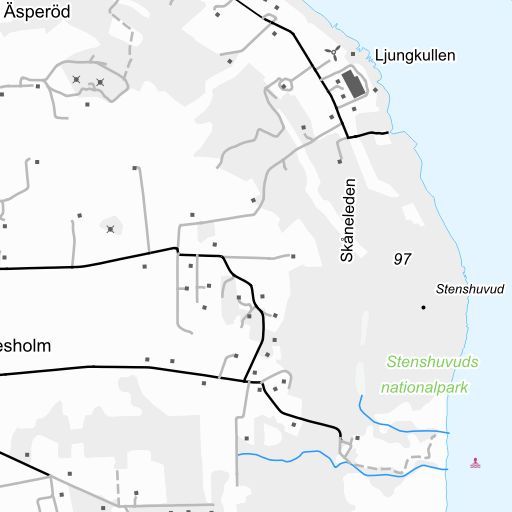 Äsperöd
Ljungkullen
Skåneleden
97
Stenshuvud
esholm
Stenshuvuds
nationalpark